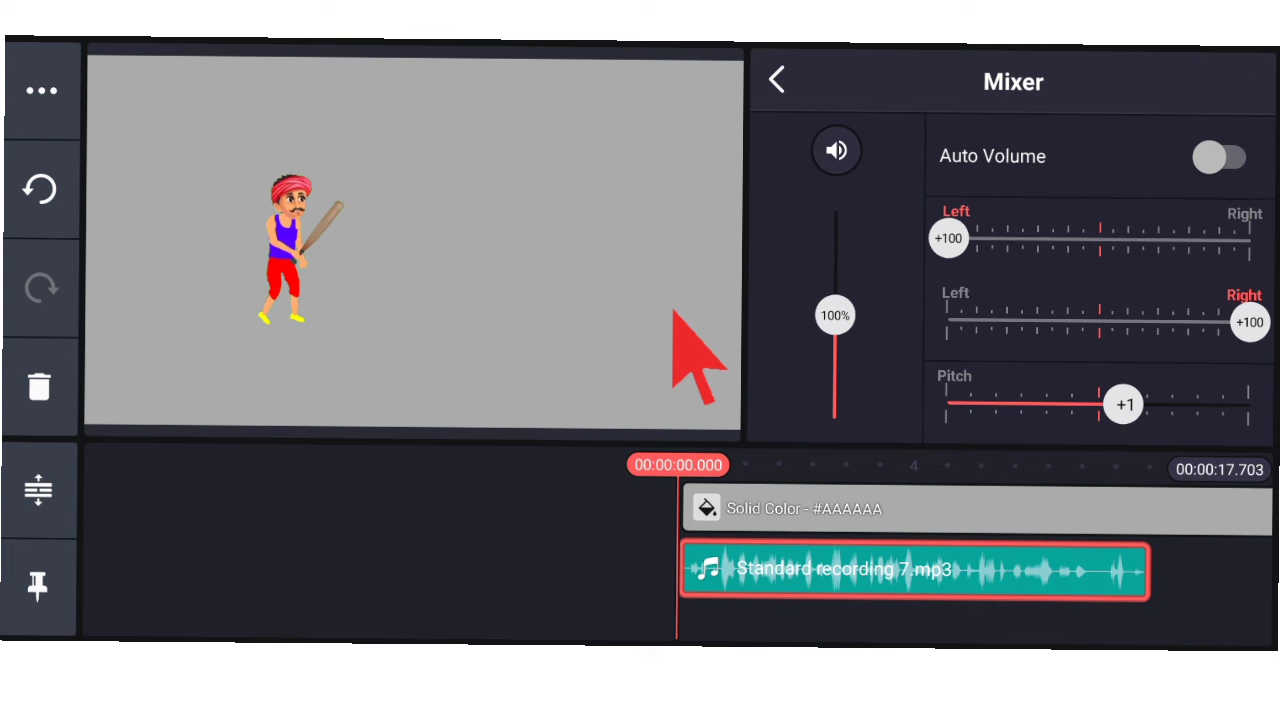 Mixer
Auto Volume
Left
Right
+100
Left
Right
+100
100%
Pitch
+1
00:00:00.000
4
00:00:17.703
Solid Color - #AAAAAA
Standard recording 7.mp3